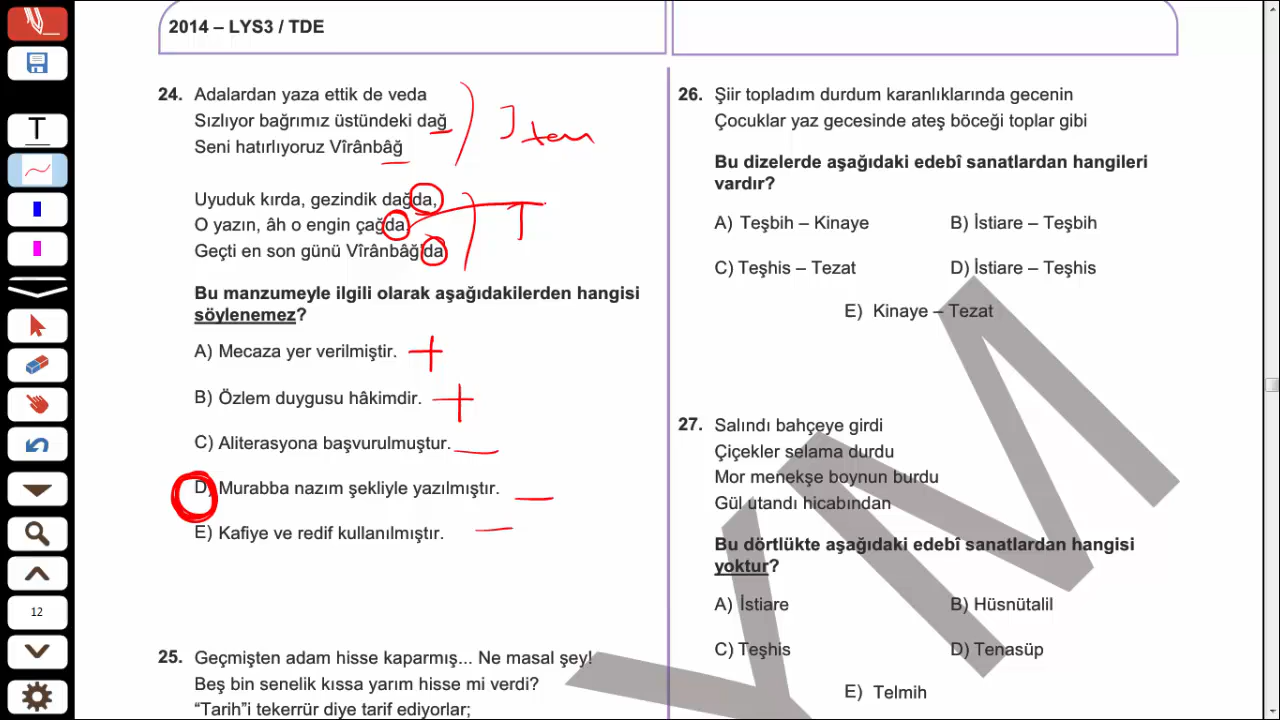 2014 – LYS3 / TDE
24. Adalardan yaza ettik de veda
Sızlıyor bağrımız üstündeki dağ
Seni hatırlıyoruz Vîrânbâğ
Uyuduk kırda, gezindik dağda,
O yazın, âh o engin çağda
Geçti en son günü Vîrânbâğ'da
Bu manzumeyle ilgili olarak aşağıdakilerden hangisi
söylenemez?
A) Mecaza yer verilmiştir.
B) Özlem duygusu hâkimdir.
C) Aliterasyona başvurulmuştur.
D) Murabba nazım şekliyle yazılmıştır.
E) Kafiye ve redif kullanılmıştır.
25. Geçmişten adam hisse kaparmış... Ne masal şey!
Beş bin senelik kıssa yarım hisse mi verdi?
“Tarih”i tekerrür diye tarif ediyorlar;
26. Şiir topladım durdum karanlıklarında gecenin
Çocuklar yaz gecesinde ateş böceği toplar gibi
Bu dizelerde aşağıdaki edebî sanatlardan hangileri
vardır?
A) Teşbih – Kinaye B) İstiare – Teşbih
C) Teşhis – Tezat D) İstiare – Teşhis
E) Kinaye – Tezat
27. Salındı bahçeye girdi
Çiçekler selama durdu
Mor menekşe boynun burdu
Gül utandı hicabından
Bu dörtlükte aşağıdaki edebî sanatlardan hangisi
yoktur?
A) İstiare B) Hüsnütalil
C) Teşhis D) Tenasüp
E) Telmih
T
12
YM